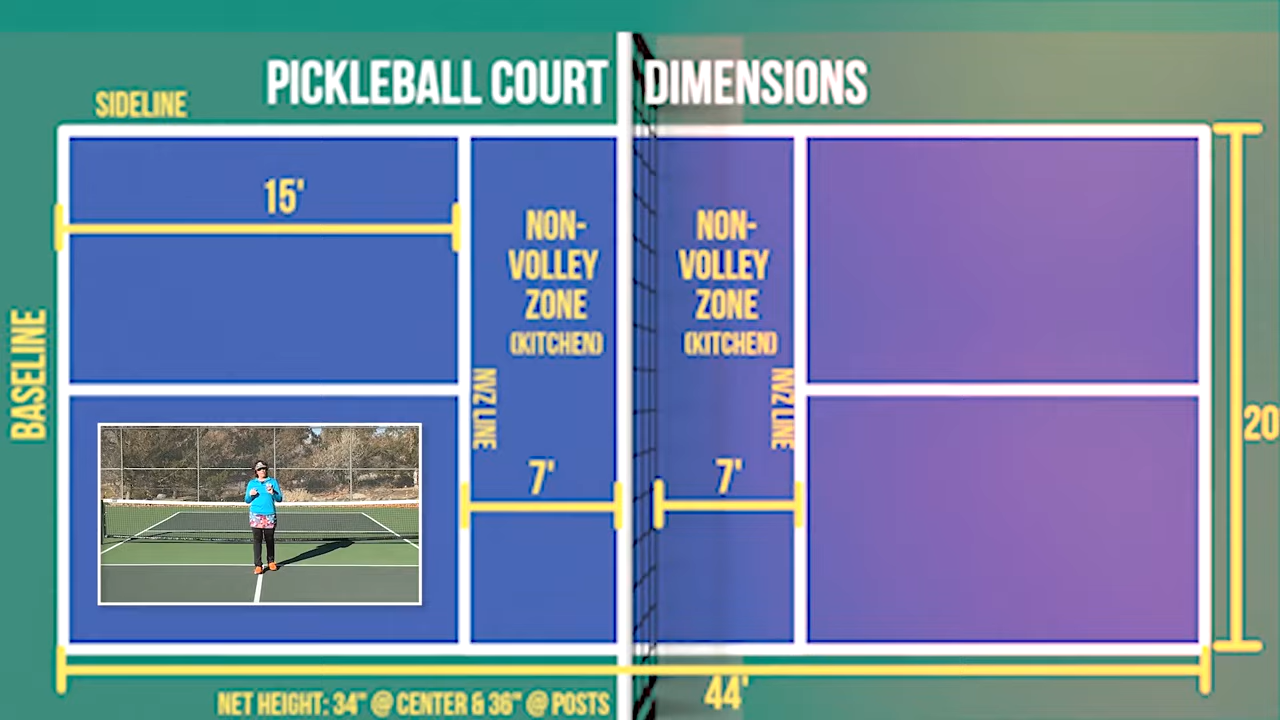 PICKLEBALL COURT DIMENSIONS
SIDELINE
15'
NON-
VOLLEY
ZONE
(KITCHEN)
NON-
VOLLEY
ZONE
(KITCHEN)
BASELINE
NVZ LINE
NVZ LINE
20
7'
7'
44'
NET HEIGHT: 34" @ CENTER & 36" @ POSTS